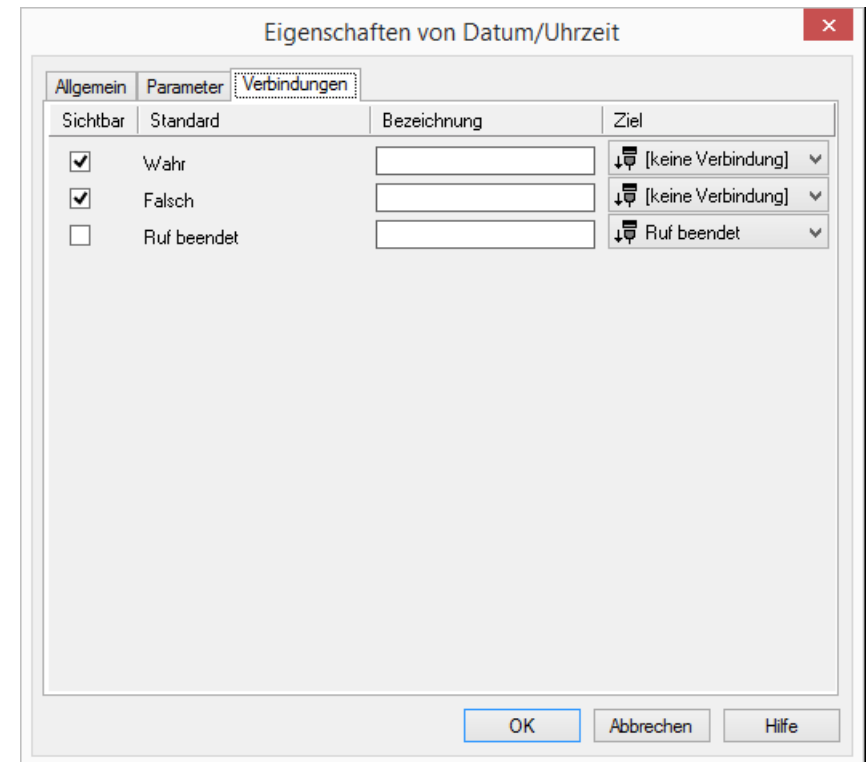 Eigenschaften von Datum/Uhrzeit
Allgemein Parameter Verbindungen
Sichtbar Standard Bezeichnung Ziel
Wahr [keine Verbindung]
Falsch [keine Verbindung]
Ruf beendet Ruf beendet
OK Abbrechen Hilfe